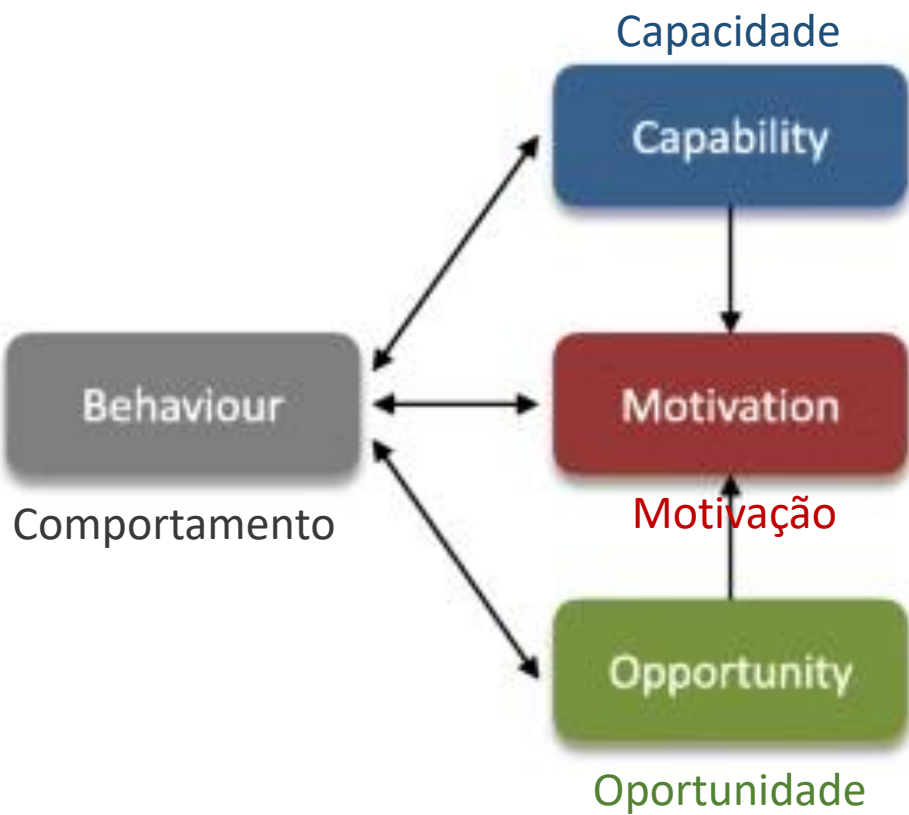 Capacidade
Capability
Behaviour
Comportamento
Motivation
Motivação
Opportunity
Oportunidade